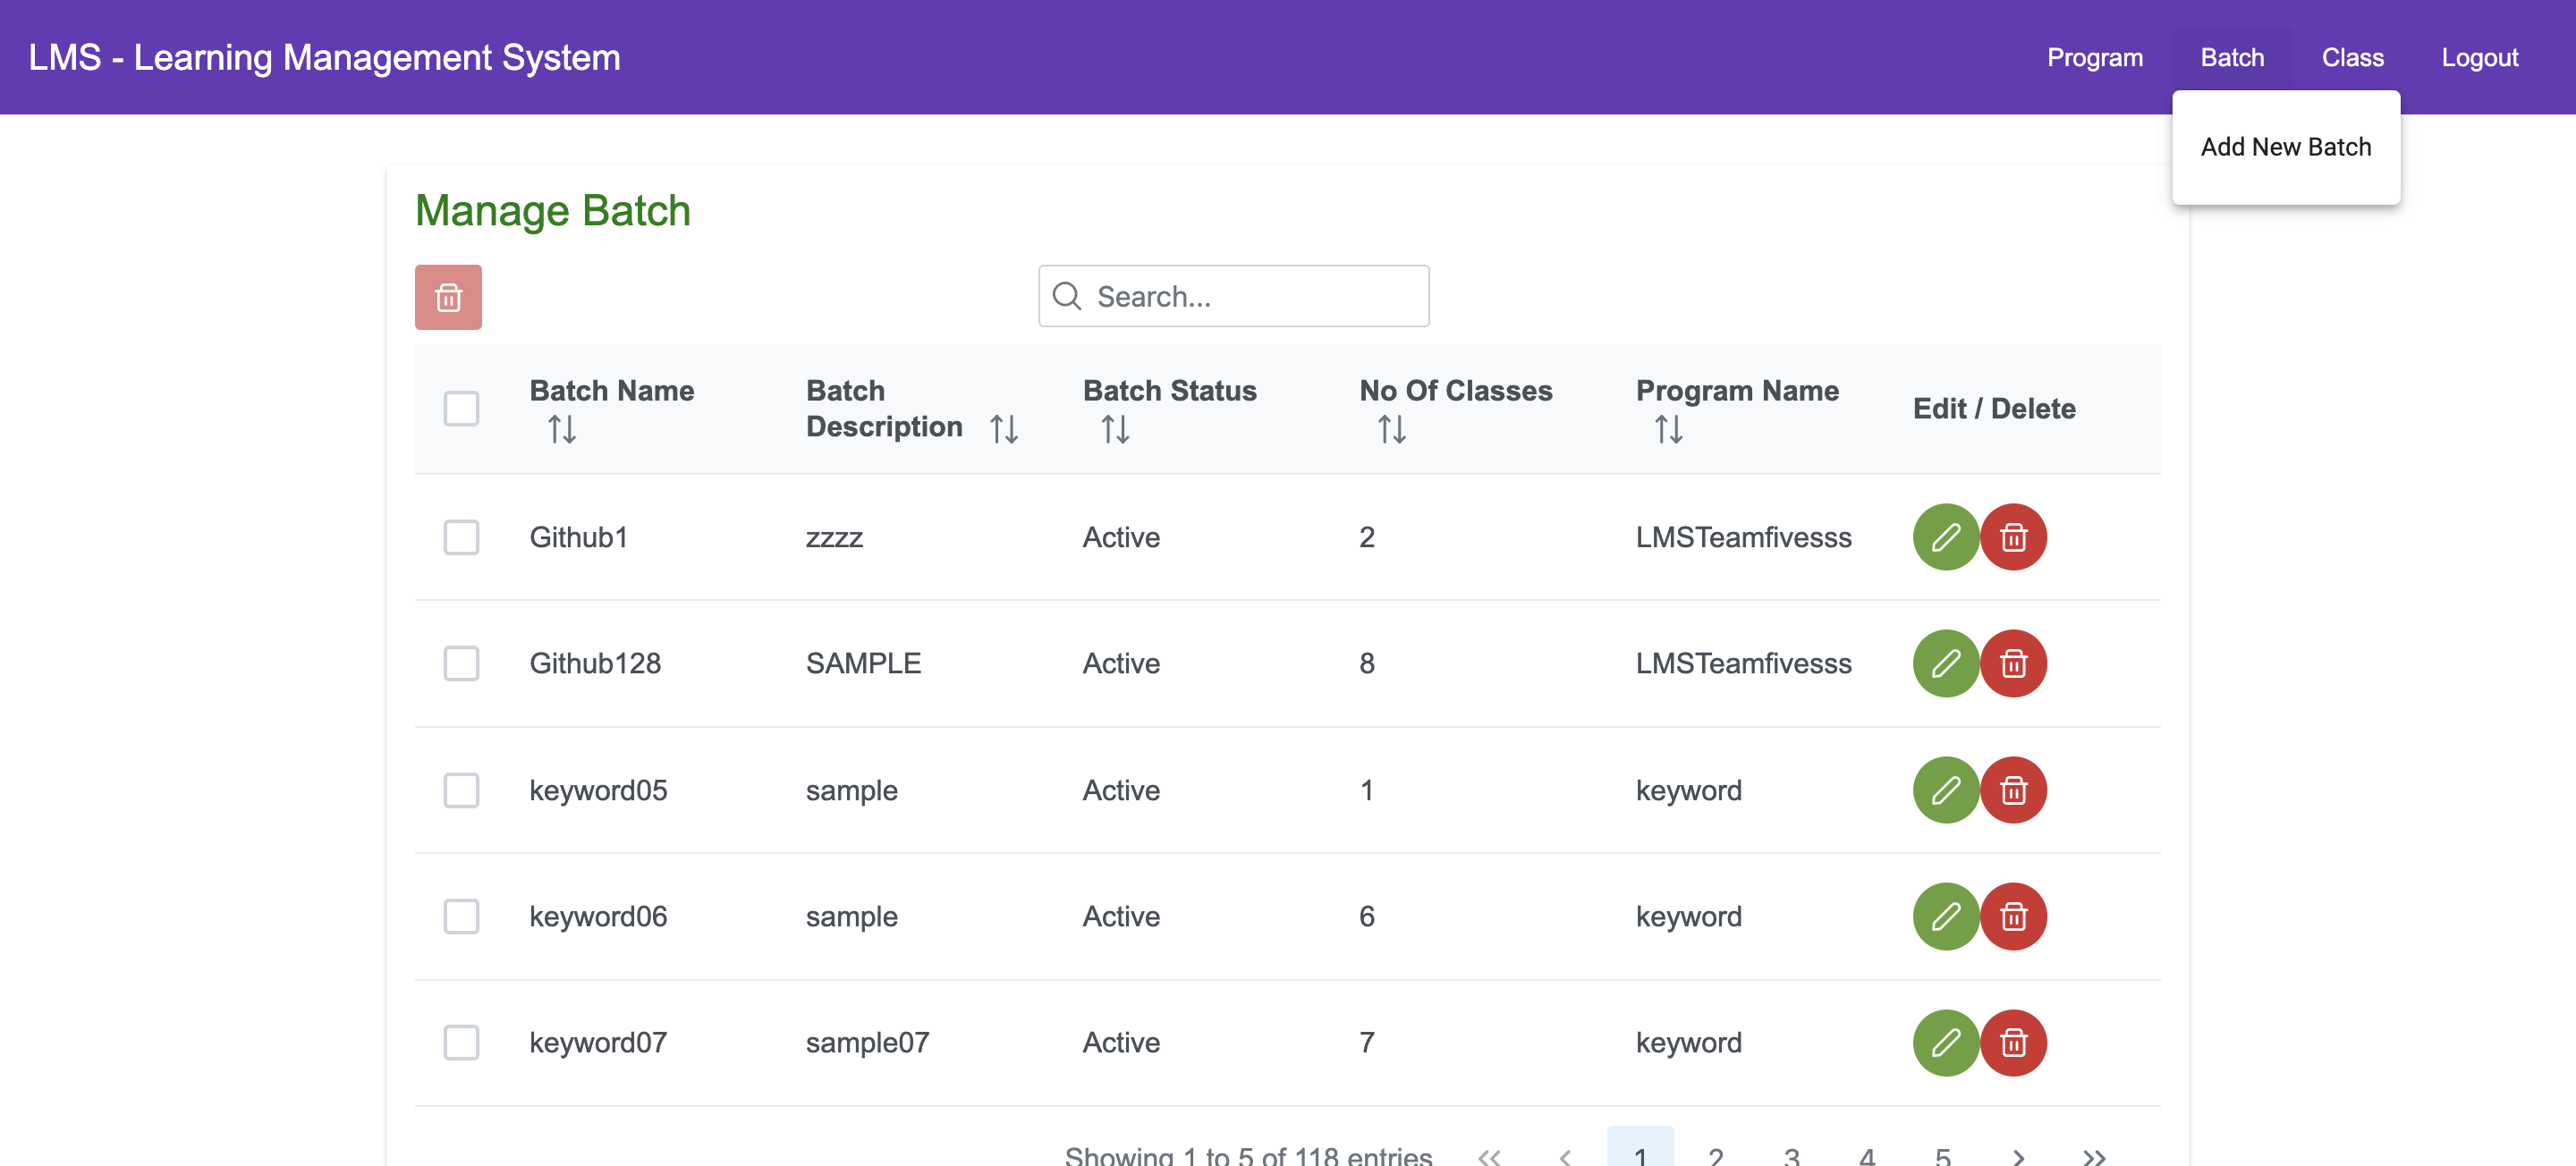 LMS - Learning Management System
Program Batch Class Logout
Add New Batch
Manage Batch
Search...
Batch Name Batch Description Batch Status No Of Classes Program Name Edit / Delete
Github1 zzzz Active 2 LMSTeamfivesss
Github128 SAMPLE Active 8 LMSTeamfivesss
keyword05 sample Active 1 keyword
keyword06 sample Active 6 keyword
keyword07 sample07 Active 7 keyword
Showing 1 to 5 of 118 entries « ‹ 1 2 3 4 5 › »